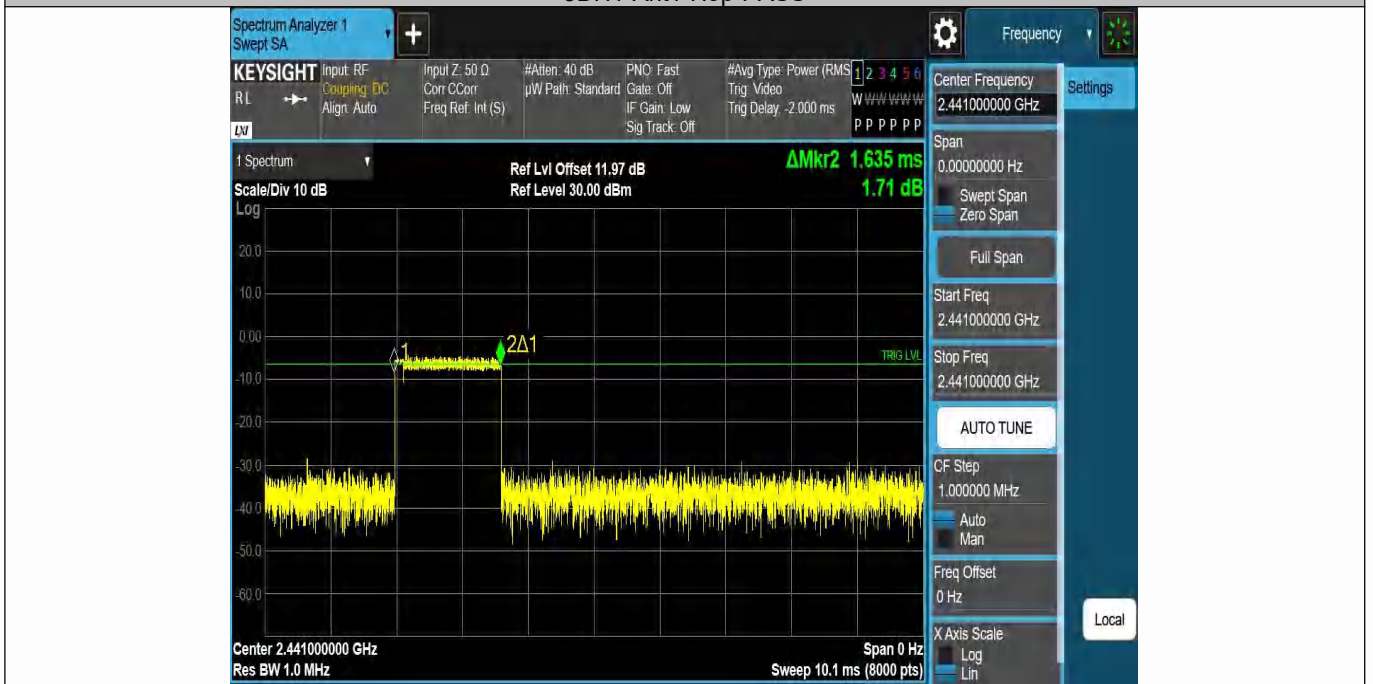 Spectrum Analyzer 1
Swept SA
+
Frequency
KEYSIGHT
RL
LXI
Input: RF
Coupling: DC
Align: Auto
Input Z: 50 Ω
Corr CCorr
Freq Ref: Int (S)
#Atten: 40 dB
µW Path: Standard
PNO: Fast
Gate: Off
IF Gain: Low
Sig Track: Off
#Avg Type: Power (RMS
Trig: Video
Trig Delay: -2.000 ms
1 2 3 4 5 6
W W W W W W
P P P P P P
Center Frequency
2.441000000 GHz
Settings
Span
0.00000000 Hz
Swept Span
Zero Span
Full Span
Start Freq
2.441000000 GHz
Stop Freq
2.441000000 GHz
AUTO TUNE
CF Step
1.000000 MHz
Auto
Man
Freq Offset
0 Hz
X Axis Scale
Log
Lin
Local
1 Spectrum
Scale/Div 10 dB
Log
Ref Lvl Offset 11.97 dB
Ref Level 30.00 dBm
ΔMkr2 1.635 ms
1.71 dB
20.0
10.0
0.00
-10.0
-20.0
-30.0
-40.0
-50.0
-60.0
1
2Δ1
TRIG LVL
Center 2.441000000 GHz
Res BW 1.0 MHz
Span 0 Hz
Sweep 10.1 ms (8000 pts)